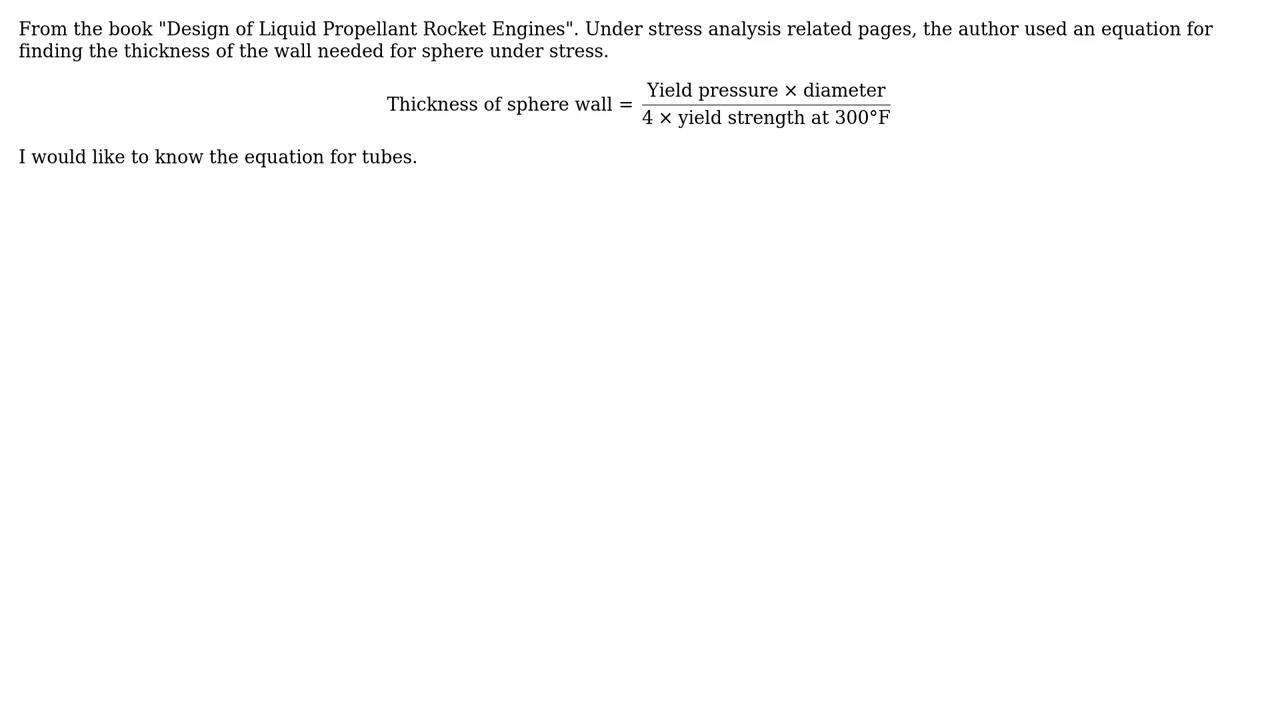 From the book "Design of Liquid Propellant Rocket Engines". Under stress analysis related pages, the author used an equation for
finding the thickness of the wall needed for sphere under stress.
Thickness of sphere wall = Yield pressure × diameter
4 × yield strength at 300°F
I would like to know the equation for tubes.